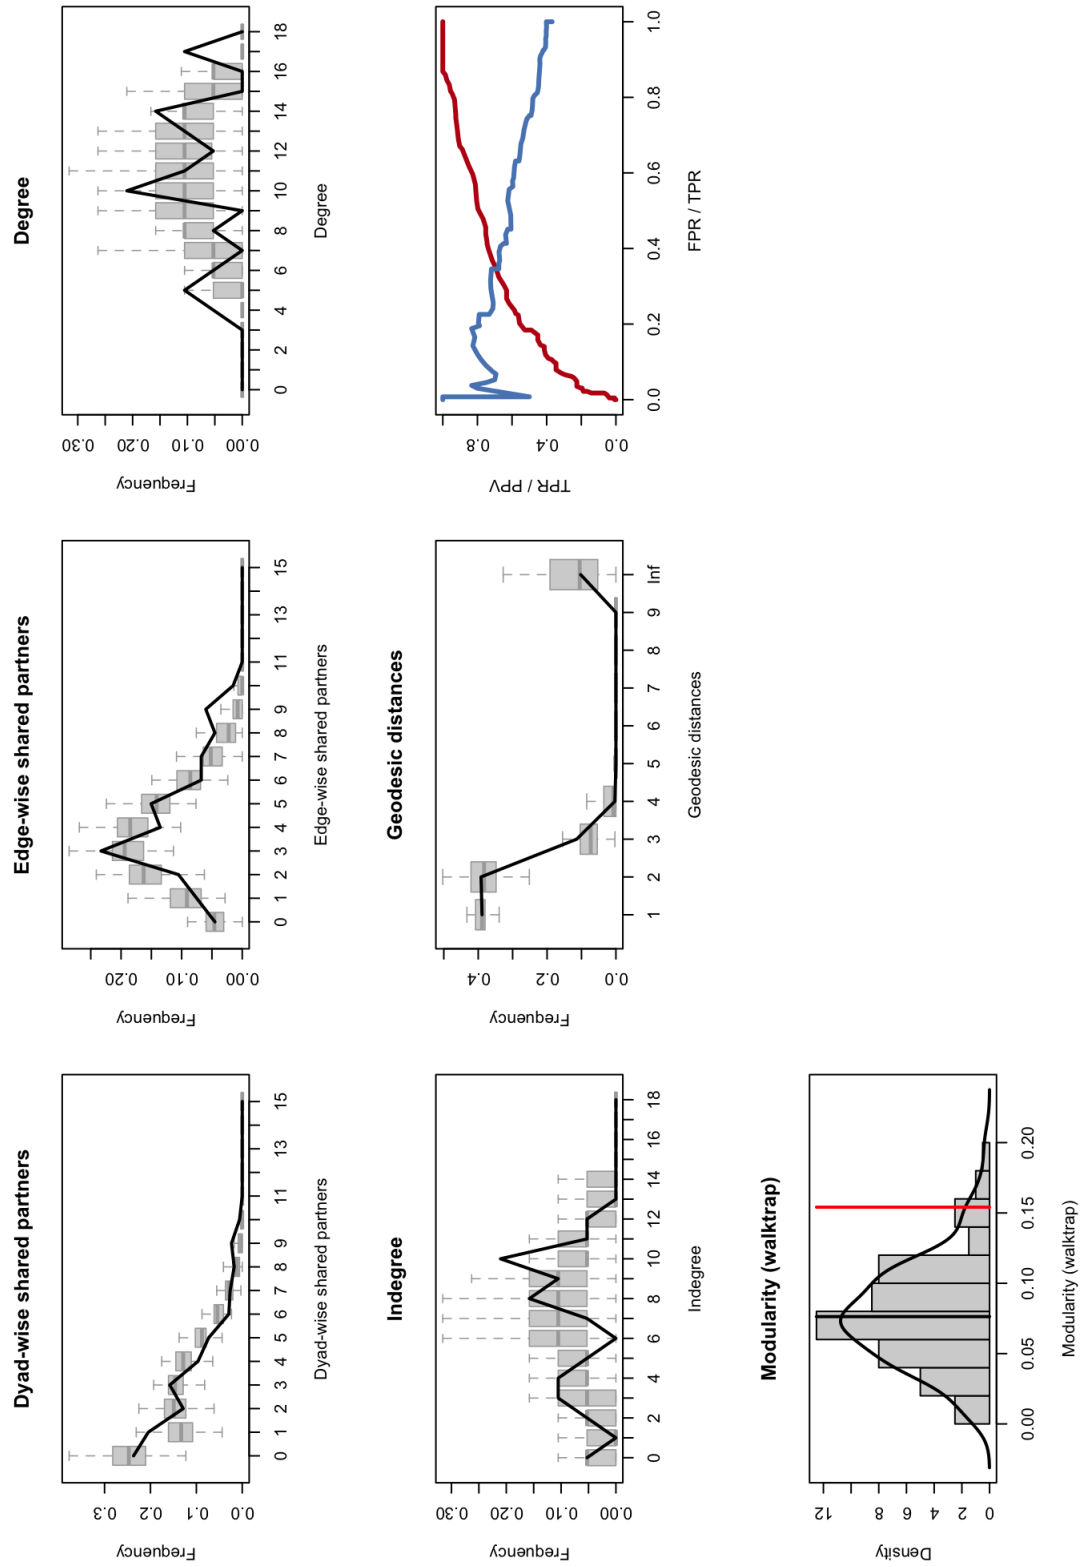 Dyad-wise shared partners
Frequency
0.0 0.1 0.2 0.3
0 1 2 3 4 5 6 7 8 9 11 13 15
Dyad-wise shared partners
Edge-wise shared partners
Frequency
0.00 0.10 0.20
0 1 2 3 4 5 6 7 8 9 11 13 15
Edge-wise shared partners
Degree
Frequency
0.00 0.10 0.20 0.30
0 2 4 6 8 10 12 14 16 18
Degree
Indegree
Frequency
0.00 0.10 0.20 0.30
0 2 4 6 8 10 12 14 16 18
Indegree
Geodesic distances
Frequency
0.0 0.2 0.4
1 2 3 4 5 6 7 8 9 Inf
Geodesic distances
TPR / PPV
0.0 0.4 0.8
0.0 0.2 0.4 0.6 0.8 1.0
FPR / TPR
Modularity (walktrap)
Density
0 2 4 8 12
0.00 0.05 0.10 0.15 0.20
Modularity (walktrap)